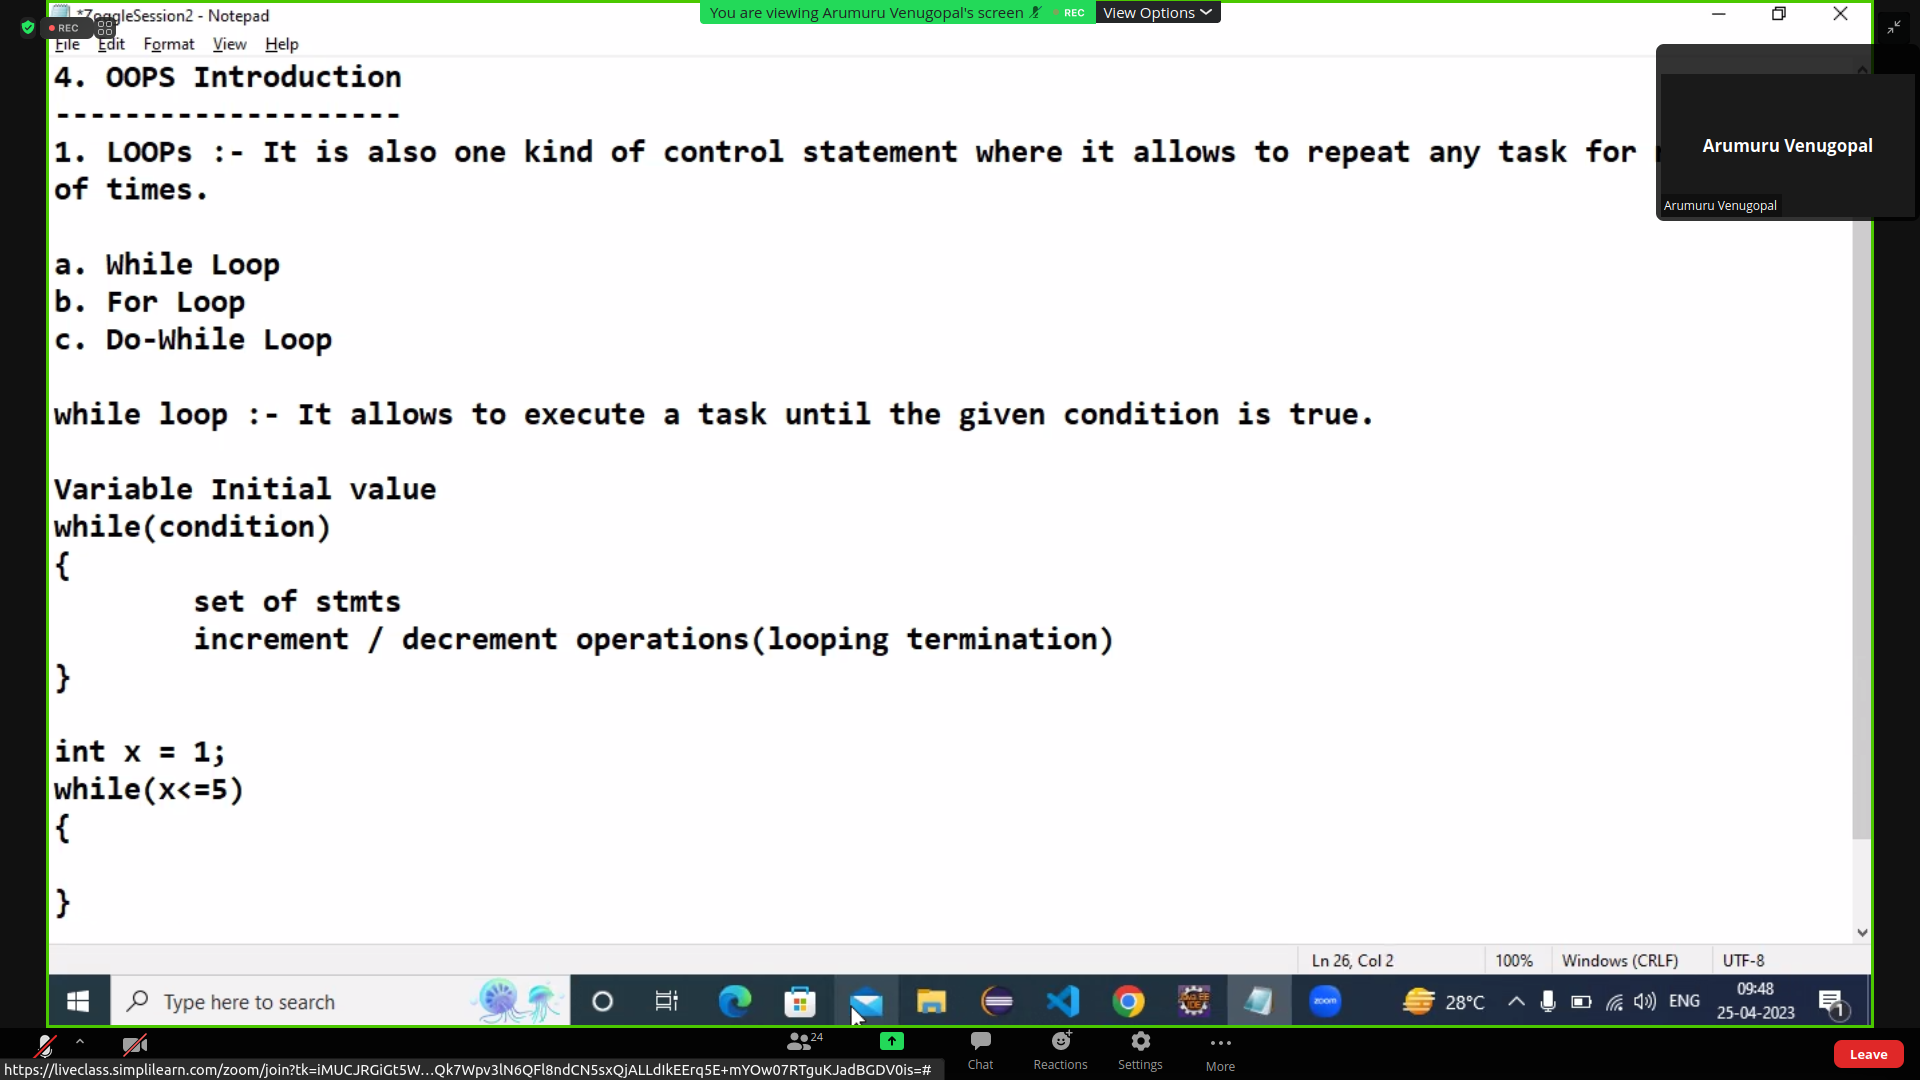 *ZoggleSession2 - Notepad
REC
You are viewing Arumuru Venugopal's screen
REC
View Options
File Edit Format View Help
4. OOPS Introduction
--------------------
1. LOOPs :- It is also one kind of control statement where it allows to repeat any task for
of times.
Arumuru Venugopal
Arumuru Venugopal
a. While Loop
b. For Loop
c. Do-While Loop
while loop :- It allows to execute a task until the given condition is true.
Variable Initial value
while(condition)
{
set of stmts
increment / decrement operations(looping termination)
}
int x = 1;
while(x<=5)
{
}
Ln 26, Col 2
100%
Windows (CRLF)
UTF-8
Type here to search
zoom
28°C
ENG
09:48
25-04-2023
1
24
Chat
Reactions
Settings
More
Leave
https://liveclass.simplilearn.com/zoom/join?tk=iMUCJRGiGt5W...Qk7Wpv3lN6QFl8ndCN5sxQjALLdIkEErq5E+mYOw07RTguKJadBGDV0is=#